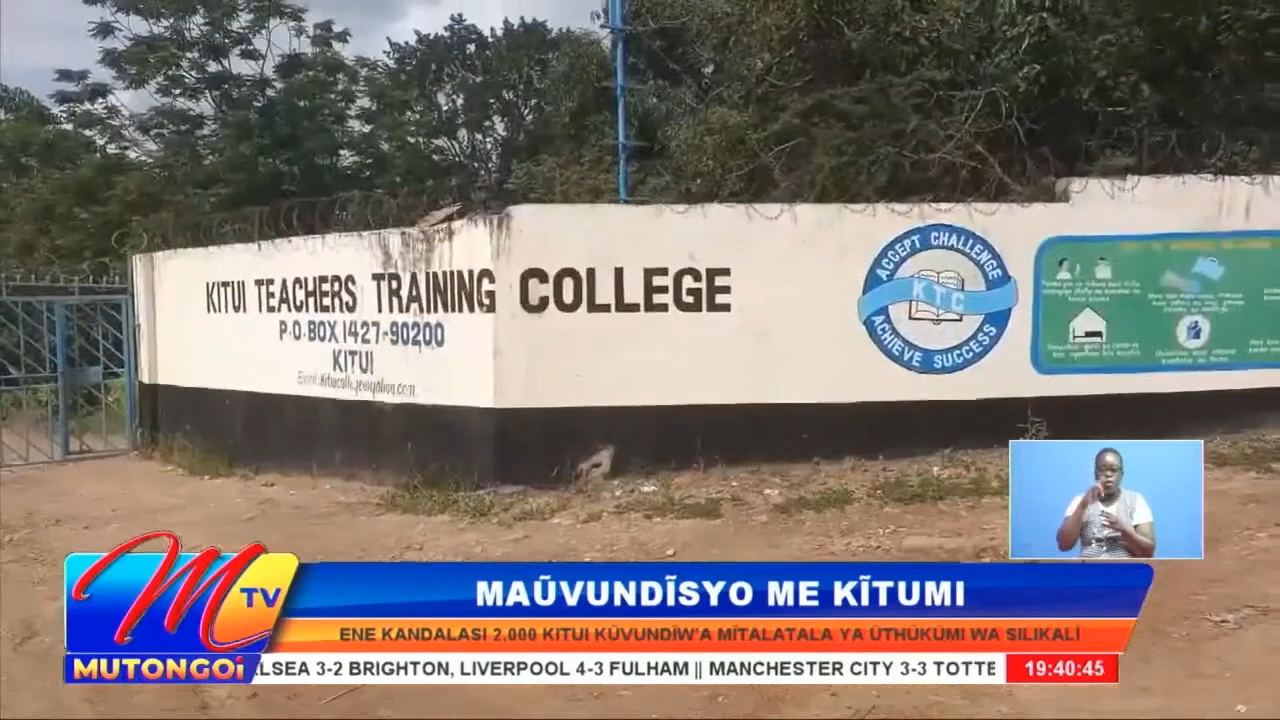 KITUI TEACHERS TRAINING COLLEGE
P.O. BOX 1427-90200
KITUI
ACCEPT CHALLENGE
KTC
ACHIEVE SUCCESS
M TV
MUTONGOi
MAŨVUNDĨSYO ME KĨTUMI
ENE KANDALASI 2,000 KITUI KŨVUNDĨW'A MĨTALATALA YA ŨTHŨKŨMI WA SILIKALĨ
LSEA 3-2 BRIGHTON, LIVERPOOL 4-3 FULHAM || MANCHESTER CITY 3-3 TOTTE
19:40:45